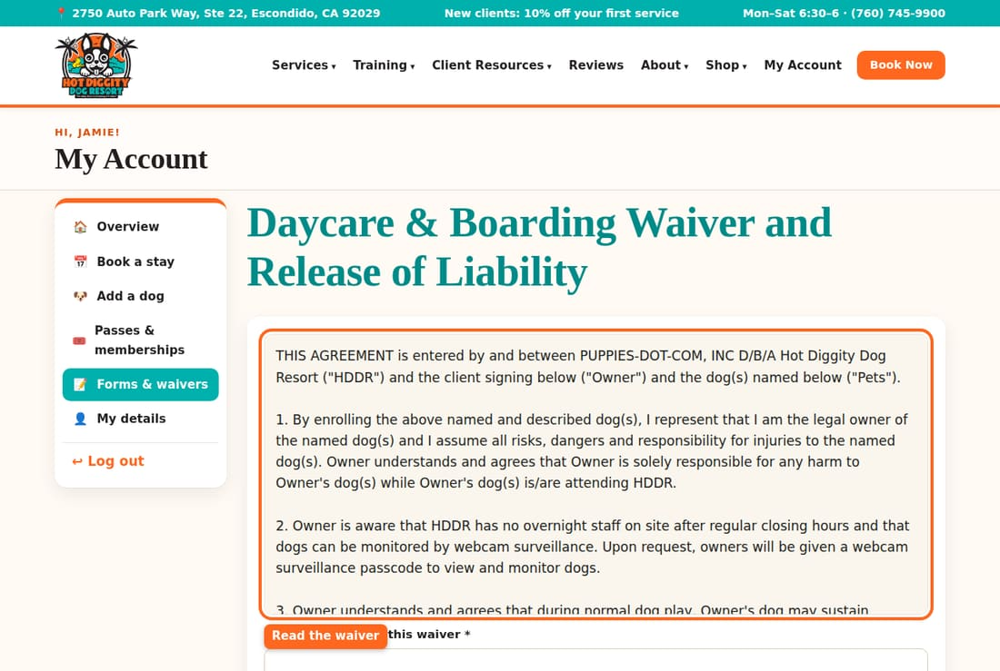 2750 Auto Park Way, Ste 22, Escondido, CA 92029
New clients: 10% off your first service
Mon–Sat 6:30–6 · (760) 745-9900
HOT DIGGITY
DOG RESORT
Services ▾
Training ▾
Client Resources ▾
Reviews
About ▾
Shop ▾
My Account
Book Now
HI, JAMIE!
My Account
Overview
Book a stay
Add a dog
Passes &
memberships
Forms & waivers
My details
↩ Log out
Daycare & Boarding Waiver and
Release of Liability
THIS AGREEMENT is entered by and between PUPPIES-DOT-COM, INC D/B/A Hot Diggity Dog
Resort ("HDDR") and the client signing below ("Owner") and the dog(s) named below ("Pets").
1. By enrolling the above named and described dog(s), I represent that I am the legal owner of
the named dog(s) and I assume all risks, dangers and responsibility for injuries to the named
dog(s). Owner understands and agrees that Owner is solely responsible for any harm to
Owner's dog(s) while Owner's dog(s) is/are attending HDDR.
2. Owner is aware that HDDR has no overnight staff on site after regular closing hours and that
dogs can be monitored by webcam surveillance. Upon request, owners will be given a webcam
surveillance passcode to view and monitor dogs.
3. Owner understands and agrees that during normal dog play, Owner's dog may sustain
Read the waiver
this waiver *